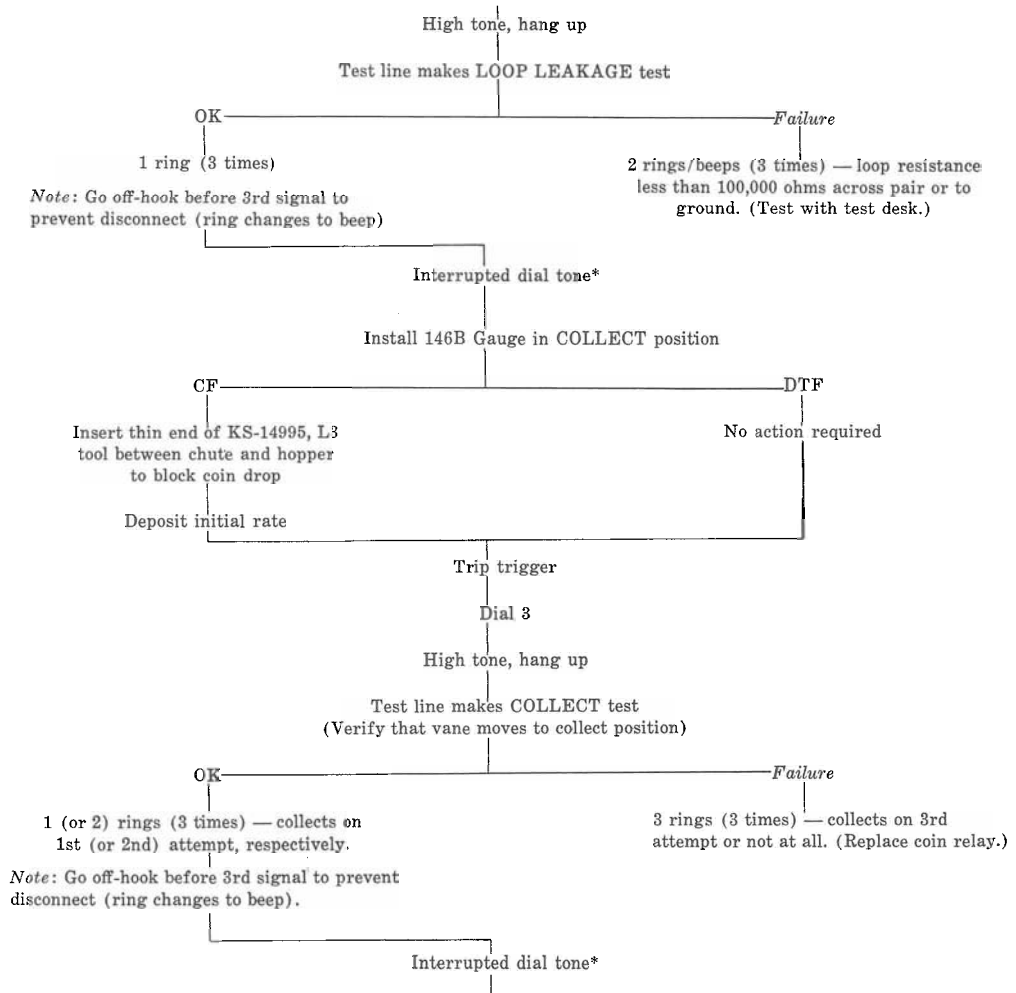 High tone, hang up
Test line makes LOOP LEAKAGE test
OK
Failure
1 ring (3 times)
Note: Go off-hook before 3rd signal to
prevent disconnect (ring changes to beep)
2 rings/beeps (3 times) — loop resistance
less than 100,000 ohms across pair or to
ground. (Test with test desk.)
Interrupted dial tone*
Install 146B Gauge in COLLECT position
CF
DTF
Insert thin end of KS-14995, L3
tool between chute and hopper
to block coin drop
No action required
Deposit initial rate
Trip trigger
Dial 3
High tone, hang up
Test line makes COLLECT test
(Verify that vane moves to collect position)
OK
Failure
1 (or 2) rings (3 times) — collects on
1st (or 2nd) attempt, respectively.
3 rings (3 times) — collects on 3rd
attempt or not at all. (Replace coin relay.)
Note: Go off-hook before 3rd signal to prevent
disconnect (ring changes to beep).
Interrupted dial tone*